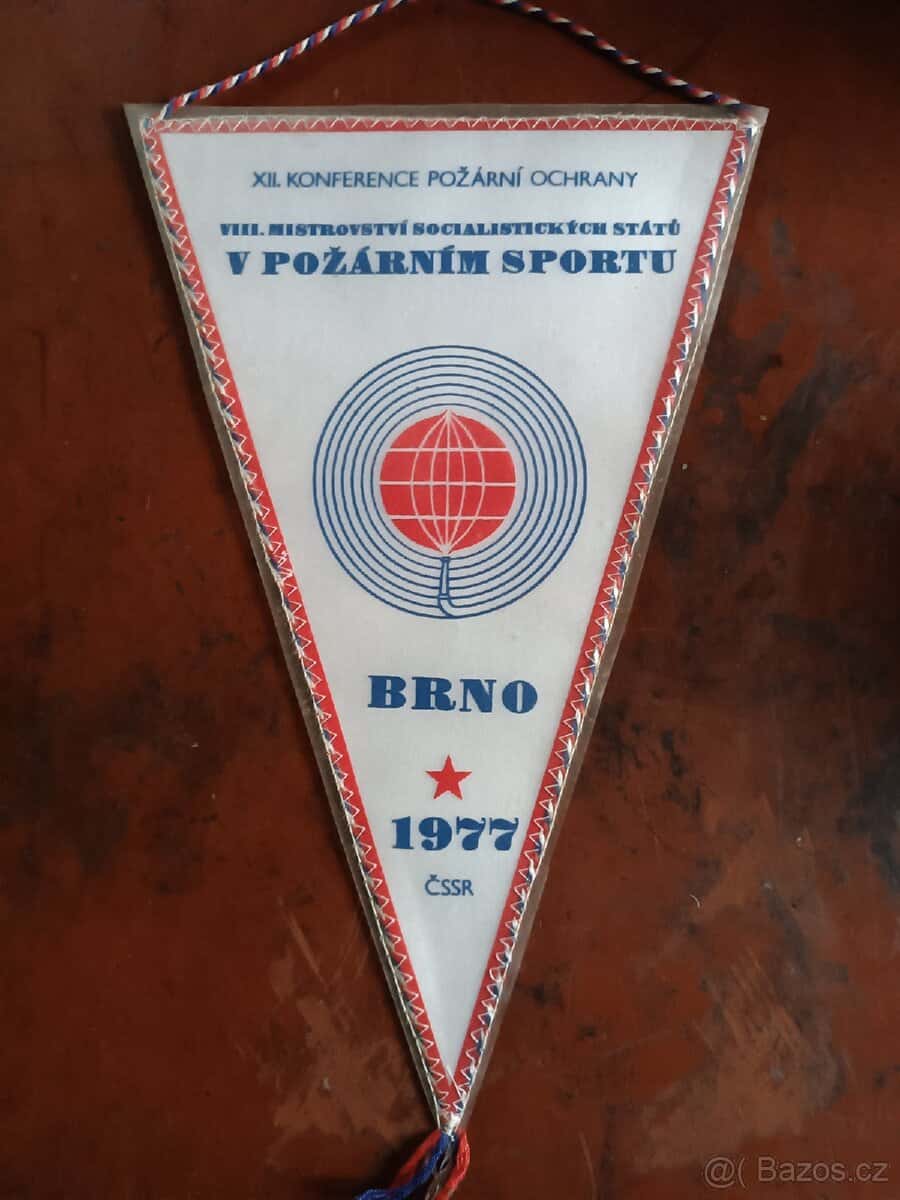 XII. KONFERENCE POŽÁRNÍ OCHRANY
VIII. MISTROVSTVÍ SOCIALISTICKÝCH STÁTŮ
V POŽÁRNÍM SPORTU
BRNO
1977
ČSSR
@( Bazos.cz